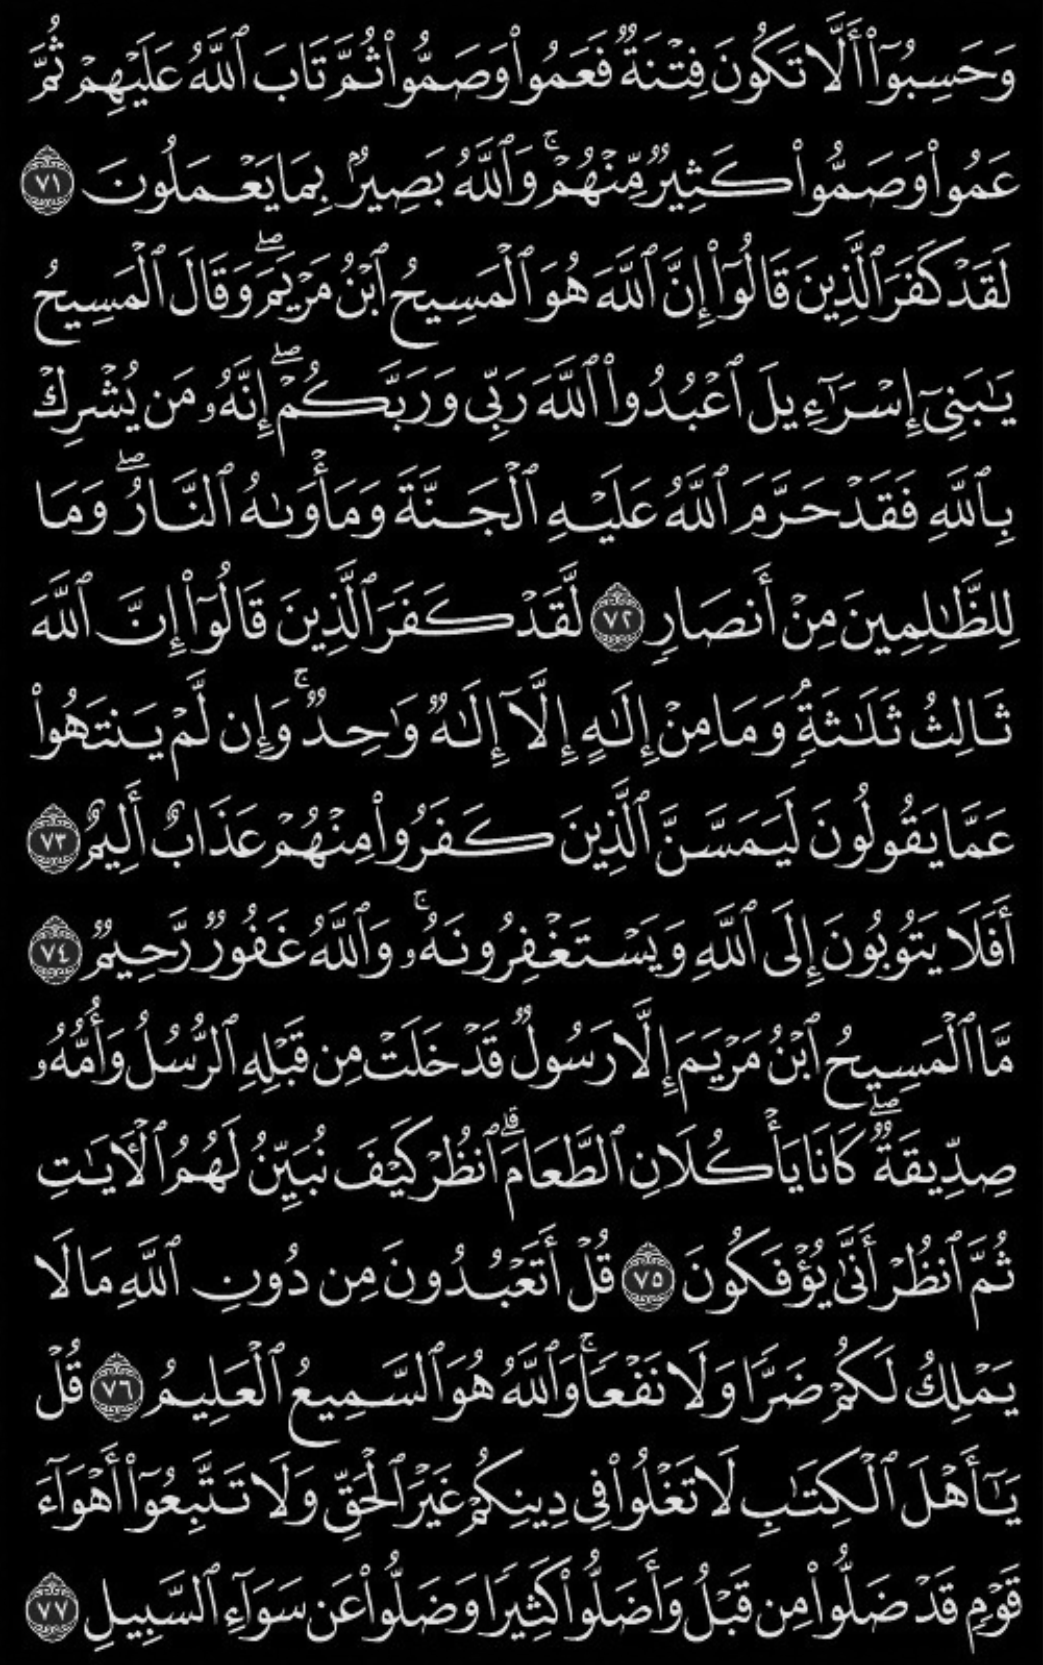 وَحَسِبُوٓا۟ أَلَّا تَكُونَ فِتْنَةٌ فَعَمُوا۟ وَصَمُّوا۟ ثُمَّ تَابَ ٱللَّهُ عَلَيْهِمْ ثُمَّ
عَمُوا۟ وَصَمُّوا۟ كَثِيرٌ مِّنْهُمْ ۚ وَٱللَّهُ بَصِيرٌۢ بِمَا يَعْمَلُونَ ٧١
لَقَدْ كَفَرَ ٱلَّذِينَ قَالُوٓا۟ إِنَّ ٱللَّهَ هُوَ ٱلْمَسِيحُ ٱبْنُ مَرْيَمَ ۖ وَقَالَ ٱلْمَسِيحُ
يَـٰبَنِىٓ إِسْرَٰٓءِيلَ ٱعْبُدُوا۟ ٱللَّهَ رَبِّى وَرَبَّكُمْ ۖ إِنَّهُۥ مَن يُشْرِكْ
بِٱللَّهِ فَقَدْ حَرَّمَ ٱللَّهُ عَلَيْهِ ٱلْجَنَّةَ وَمَأْوَىٰهُ ٱلنَّارُ ۖ وَمَا
لِلظَّـٰلِمِينَ مِنْ أَنصَارٍ ٧٢ لَّقَدْ كَفَرَ ٱلَّذِينَ قَالُوٓا۟ إِنَّ ٱللَّهَ
ثَالِثُ ثَلَـٰثَةٍ ۘ وَمَا مِنْ إِلَـٰهٍ إِلَّآ إِلَـٰهٌ وَٰحِدٌ ۚ وَإِن لَّمْ يَنتَهُوا۟
عَمَّا يَقُولُونَ لَيَمَسَّنَّ ٱلَّذِينَ كَفَرُوا۟ مِنْهُمْ عَذَابٌ أَلِيمٌ ٧٣
أَفَلَا يَتُوبُونَ إِلَى ٱللَّهِ وَيَسْتَغْفِرُونَهُۥ ۚ وَٱللَّهُ غَفُورٌ رَّحِيمٌ ٧٤
مَّا ٱلْمَسِيحُ ٱبْنُ مَرْيَمَ إِلَّا رَسُولٌ قَدْ خَلَتْ مِن قَبْلِهِ ٱلرُّسُلُ وَأُمُّهُۥ
صِدِّيقَةٌ ۖ كَانَا يَأْكُلَانِ ٱلطَّعَامَ ۗ ٱنظُرْ كَيْفَ نُبَيِّنُ لَهُمُ ٱلْـَٔايَـٰتِ
ثُمَّ ٱنظُرْ أَنَّىٰ يُؤْفَكُونَ ٧٥ قُلْ أَتَعْبُدُونَ مِن دُونِ ٱللَّهِ مَا لَا
يَمْلِكُ لَكُمْ ضَرًّا وَلَا نَفْعًا ۚ وَٱللَّهُ هُوَ ٱلسَّمِيعُ ٱلْعَلِيمُ ٧٦ قُلْ
يَـٰٓأَهْلَ ٱلْكِتَـٰبِ لَا تَغْلُوا۟ فِى دِينِكُمْ غَيْرَ ٱلْحَقِّ وَلَا تَتَّبِعُوٓا۟ أَهْوَآءَ
قَوْمٍ قَدْ ضَلُّوا۟ مِن قَبْلُ وَأَضَلُّوا۟ كَثِيرًا وَضَلُّوا۟ عَن سَوَآءِ ٱلسَّبِيلِ ٧٧